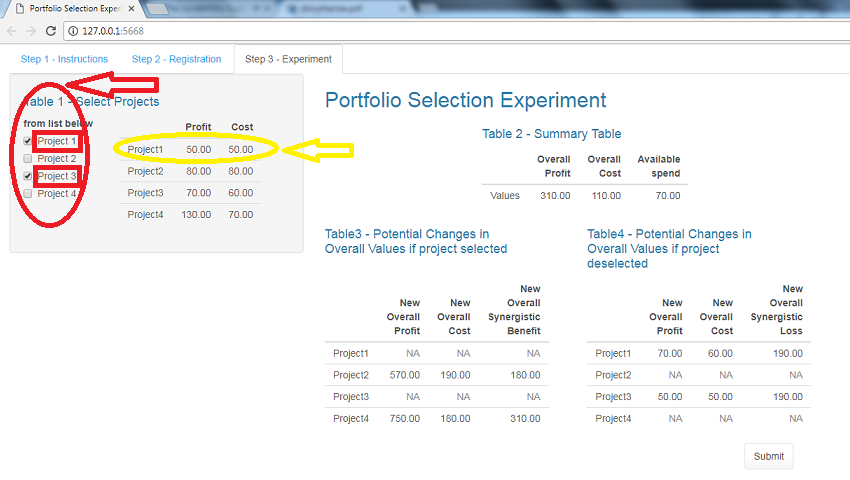 Portfolio Selection Exper
127.0.0.1:5668
Step 1 - Instructions Step 2 - Registration Step 3 - Experiment
Table 1 - Select Projects
from list below
Project 1
Project 2
Project 3
Project 4
Profit Cost
Project1 50.00 50.00
Project2 80.00 80.00
Project3 70.00 60.00
Project4 130.00 70.00
Portfolio Selection Experiment
Table 2 - Summary Table
Overall Overall Available
Profit Cost spend
Values 310.00 110.00 70.00
Table3 - Potential Changes in
Overall Values if project selected
New
New New Overall
Overall Overall Synergistic
Profit Cost Benefit
Project1 NA NA NA
Project2 570.00 190.00 180.00
Project3 NA NA NA
Project4 750.00 180.00 310.00
Table4 - Potential Changes in
Overall Values if project
deselected
New
New New Overall
Overall Overall Synergistic
Profit Cost Loss
Project1 70.00 60.00 190.00
Project2 NA NA NA
Project3 50.00 50.00 190.00
Project4 NA NA NA
Submit